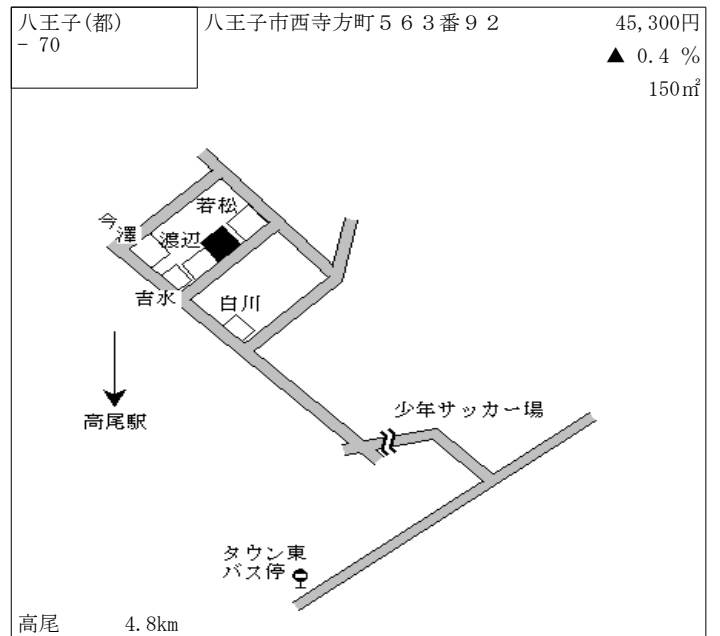 八王子(都)
- 70
八王子市西寺方町５６３番９２
45,300円
▲ 0.4 %
150㎡
若松
今澤
渡辺
吉水
白川
高尾駅
少年サッカー場
タウン東
バス停
高尾 4.8km